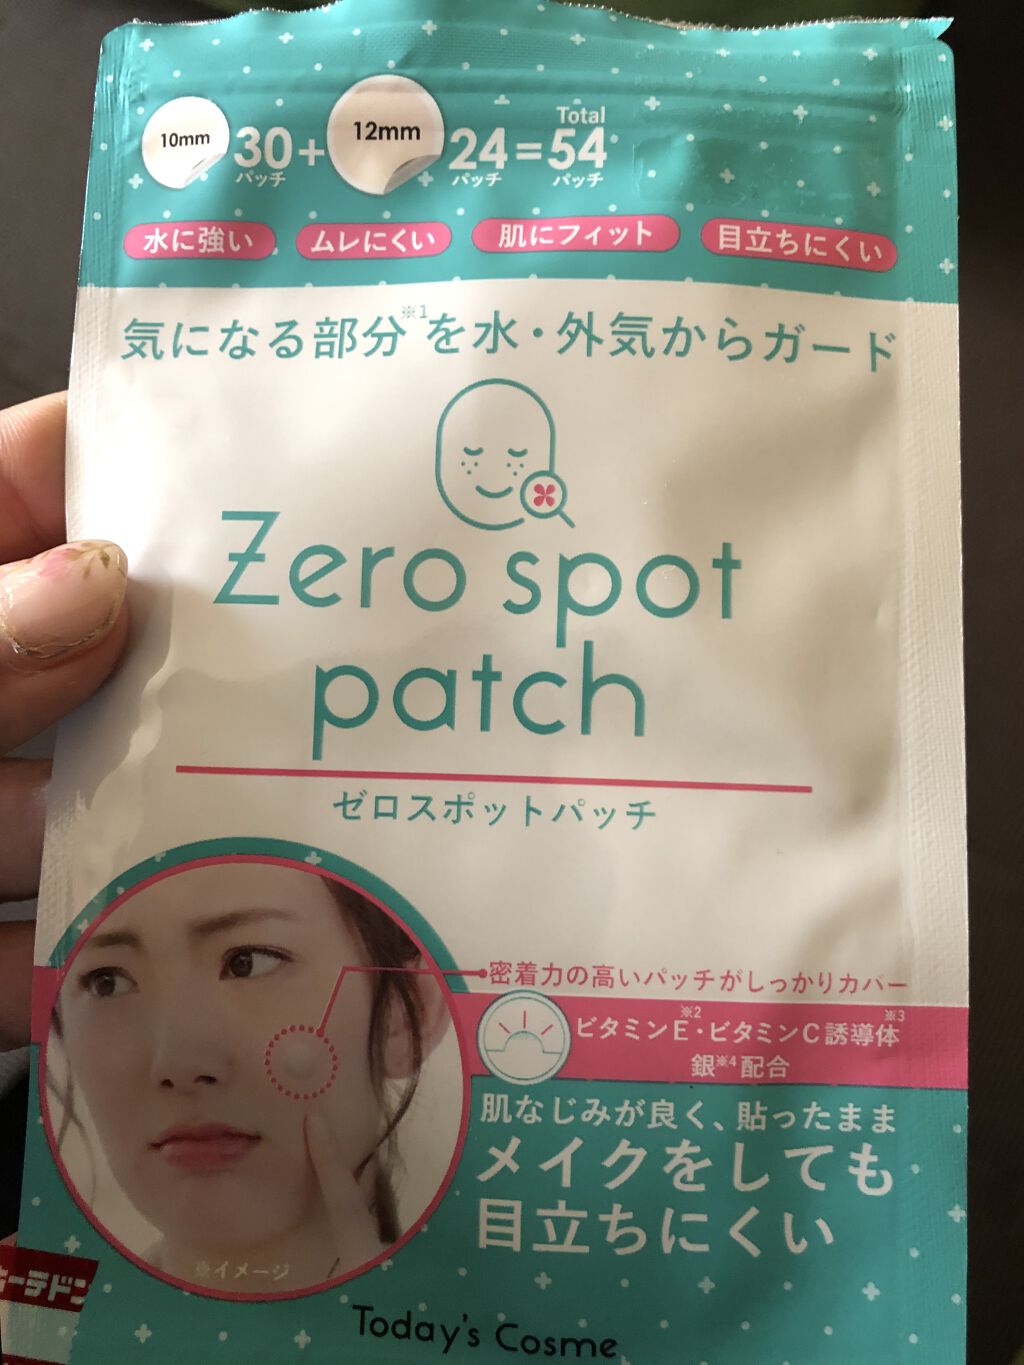 10mm 30 + 12mm 24 = Total 54
パッチ パッチ パッチ
水に強い ムレにくい 肌にフィット 目立ちにくい
気になる部分※1を水・外気からガード
Zero spot
patch
ゼロスポットパッチ
密着力の高いパッチがしっかりカバー
ビタミンE※2・ビタミンC誘導体※3
銀※4配合
肌なじみが良く、貼ったまま
メイクをしても
目立ちにくい
※イメージ
ーテドン
Today's Cosme